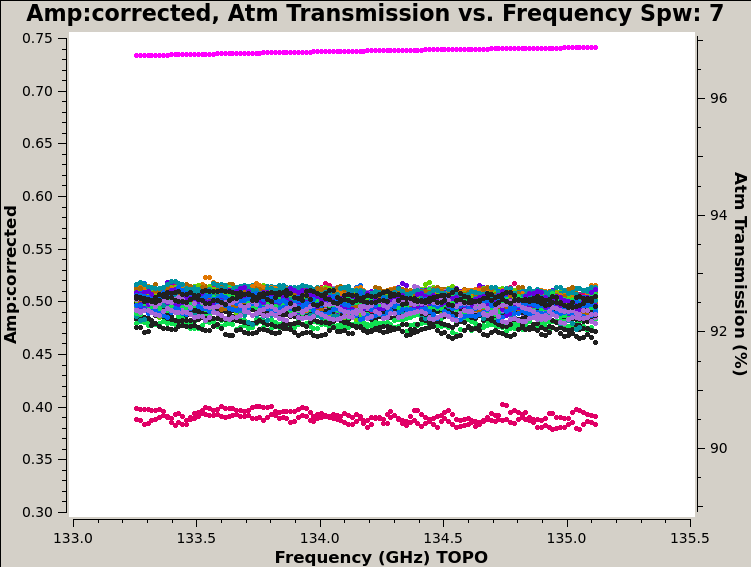 Amp:corrected, Atm Transmission vs. Frequency Spw: 7
0.75
0.70
0.65
0.60
0.55
0.50
0.45
0.40
0.35
0.30
Amp:corrected
96
94
92
90
Atm Transmission (%)
133.0 133.5 134.0 134.5 135.0 135.5
Frequency (GHz) TOPO